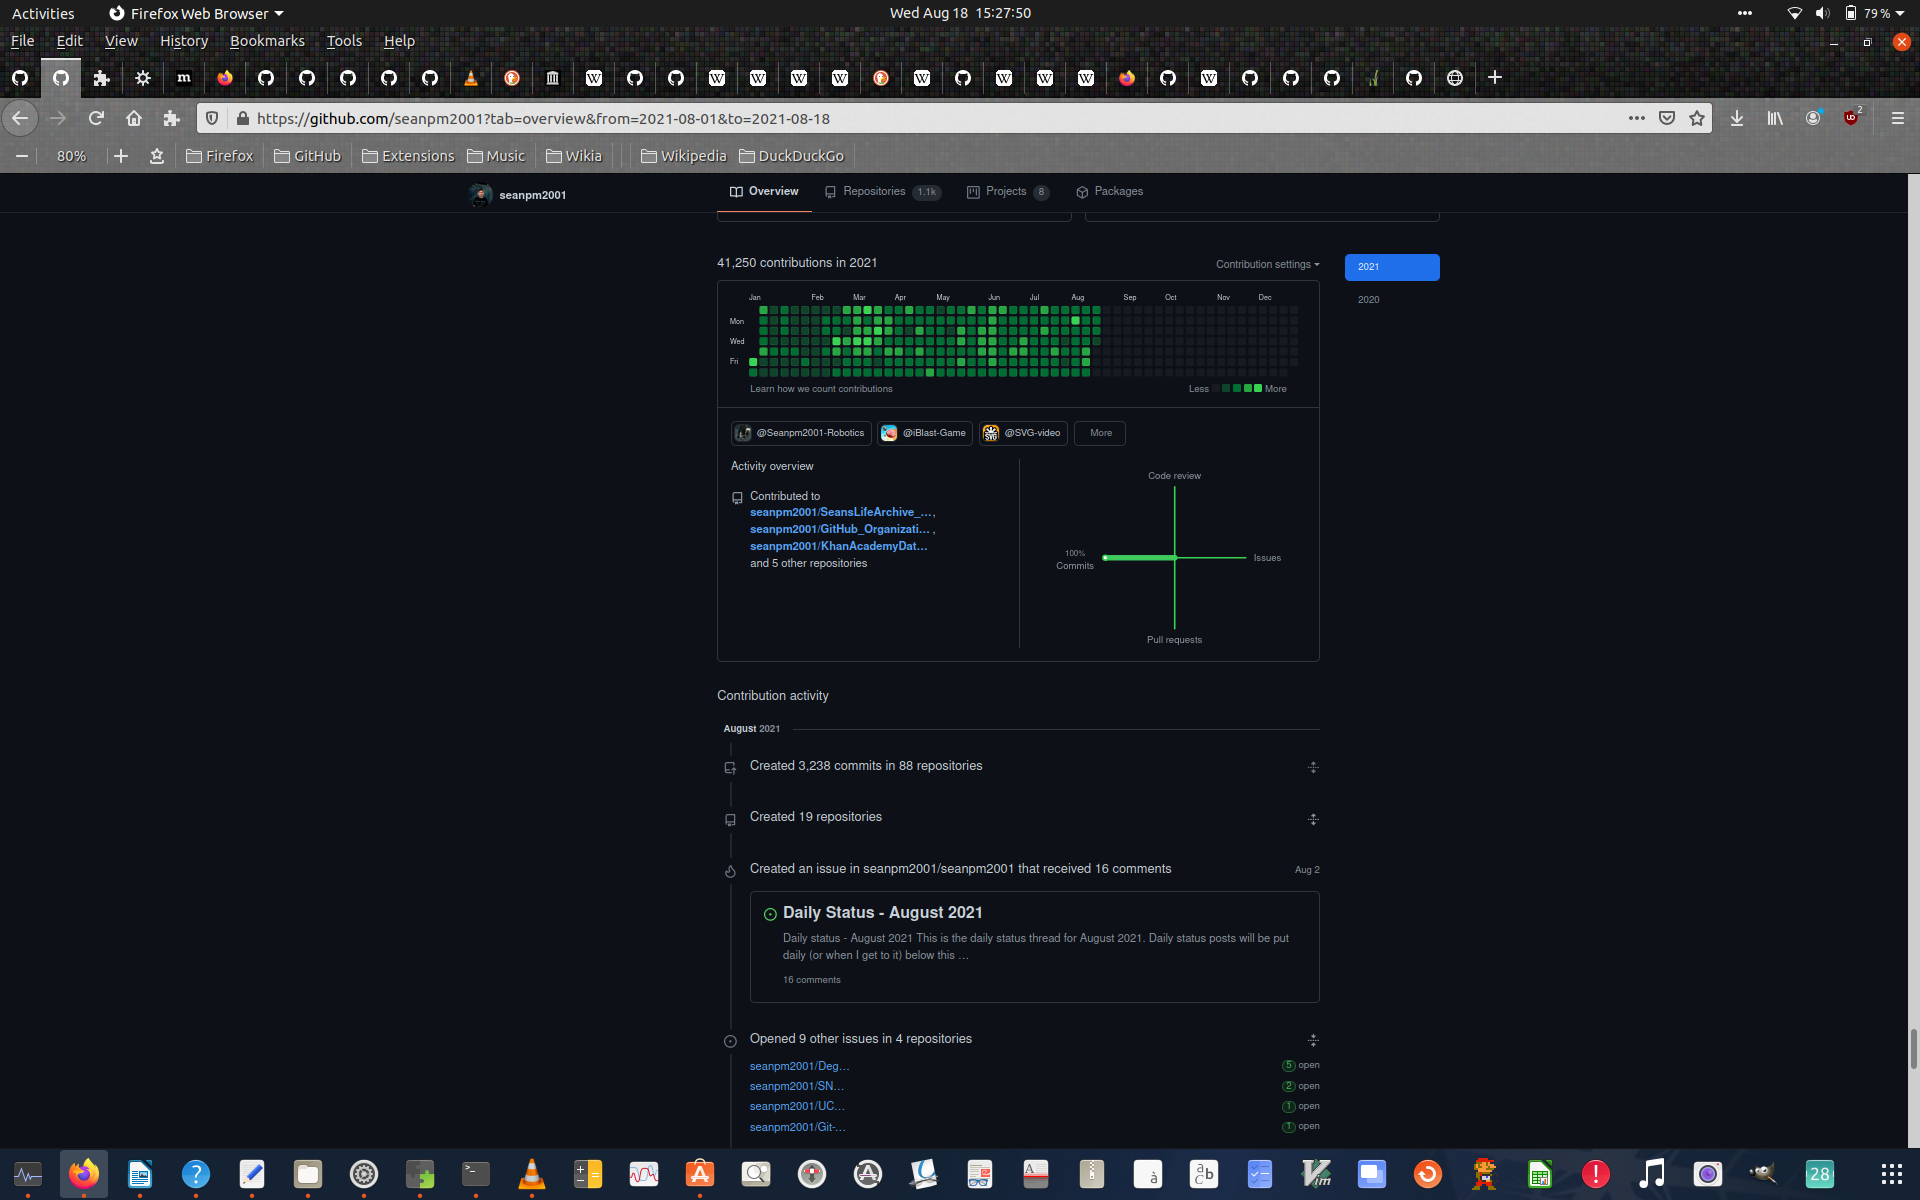 Activities
Firefox Web Browser
Wed Aug 18 15:27:50
79 %
File Edit View History Bookmarks Tools Help
https://github.com/seanpm2001?tab=overview&from=2021-08-01&to=2021-08-18
2
80%
Firefox
GitHub
Extensions
Music
Wikia
Wikipedia
DuckDuckGo
seanpm2001
Overview
Repositories 1.1k
Projects 8
Packages
41,250 contributions in 2021
Contribution settings
2021
2020
Jan Feb Mar Apr May Jun Jul Aug Sep Oct Nov Dec
Mon
Wed
Fri
Learn how we count contributions
Less More
@Seanpm2001-Robotics
@iBlast-Game
@SVG-video
More
Activity overview
Contributed to
seanpm2001/SeansLifeArchive_…,
seanpm2001/GitHub_Organizati… ,
seanpm2001/KhanAcademyDat…
and 5 other repositories
Code review
100%
Commits
Issues
Pull requests
Contribution activity
August 2021
Created 3,238 commits in 88 repositories
Created 19 repositories
Created an issue in seanpm2001/seanpm2001 that received 16 comments
Aug 2
Daily Status - August 2021
Daily status - August 2021 This is the daily status thread for August 2021. Daily status posts will be put
daily (or when I get to it) below this …
16 comments
Opened 9 other issues in 4 repositories
seanpm2001/Deg…
5 open
seanpm2001/SN…
2 open
seanpm2001/UC…
1 open
seanpm2001/Git-…
1 open
28